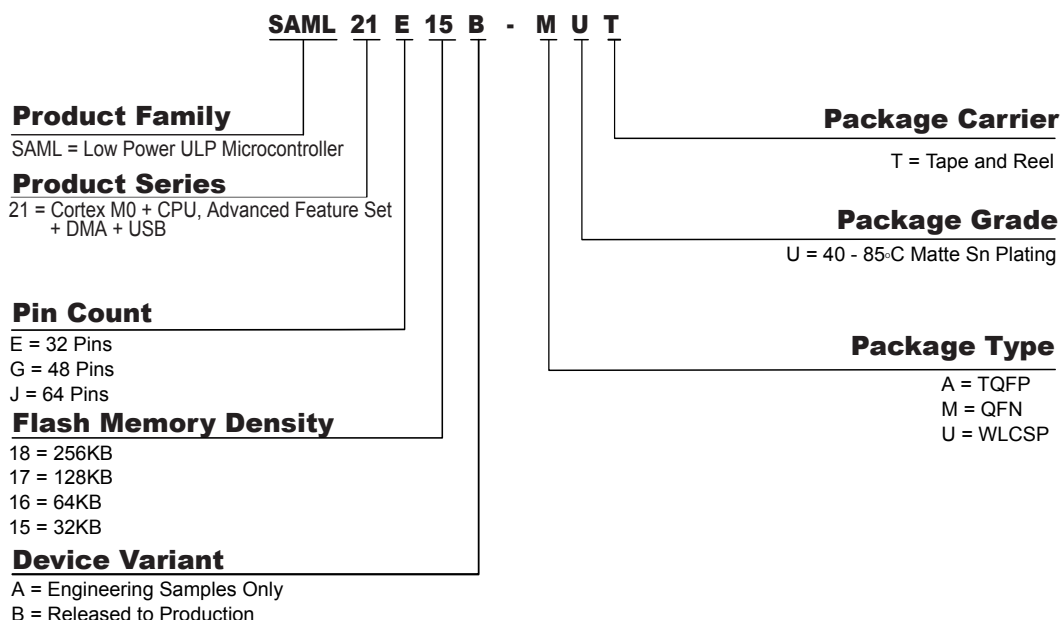 SAML 21 E 15 B - M U T
Product Family
SAML = Low Power ULP Microcontroller
Product Series
21 = Cortex M0 + CPU, Advanced Feature Set
+ DMA + USB
Pin Count
E = 32 Pins
G = 48 Pins
J = 64 Pins
Flash Memory Density
18 = 256KB
17 = 128KB
16 = 64KB
15 = 32KB
Device Variant
A = Engineering Samples Only
B = Released to Production
Package Carrier
T = Tape and Reel
Package Grade
U = 40 - 85°C Matte Sn Plating
Package Type
A = TQFP
M = QFN
U = WLCSP